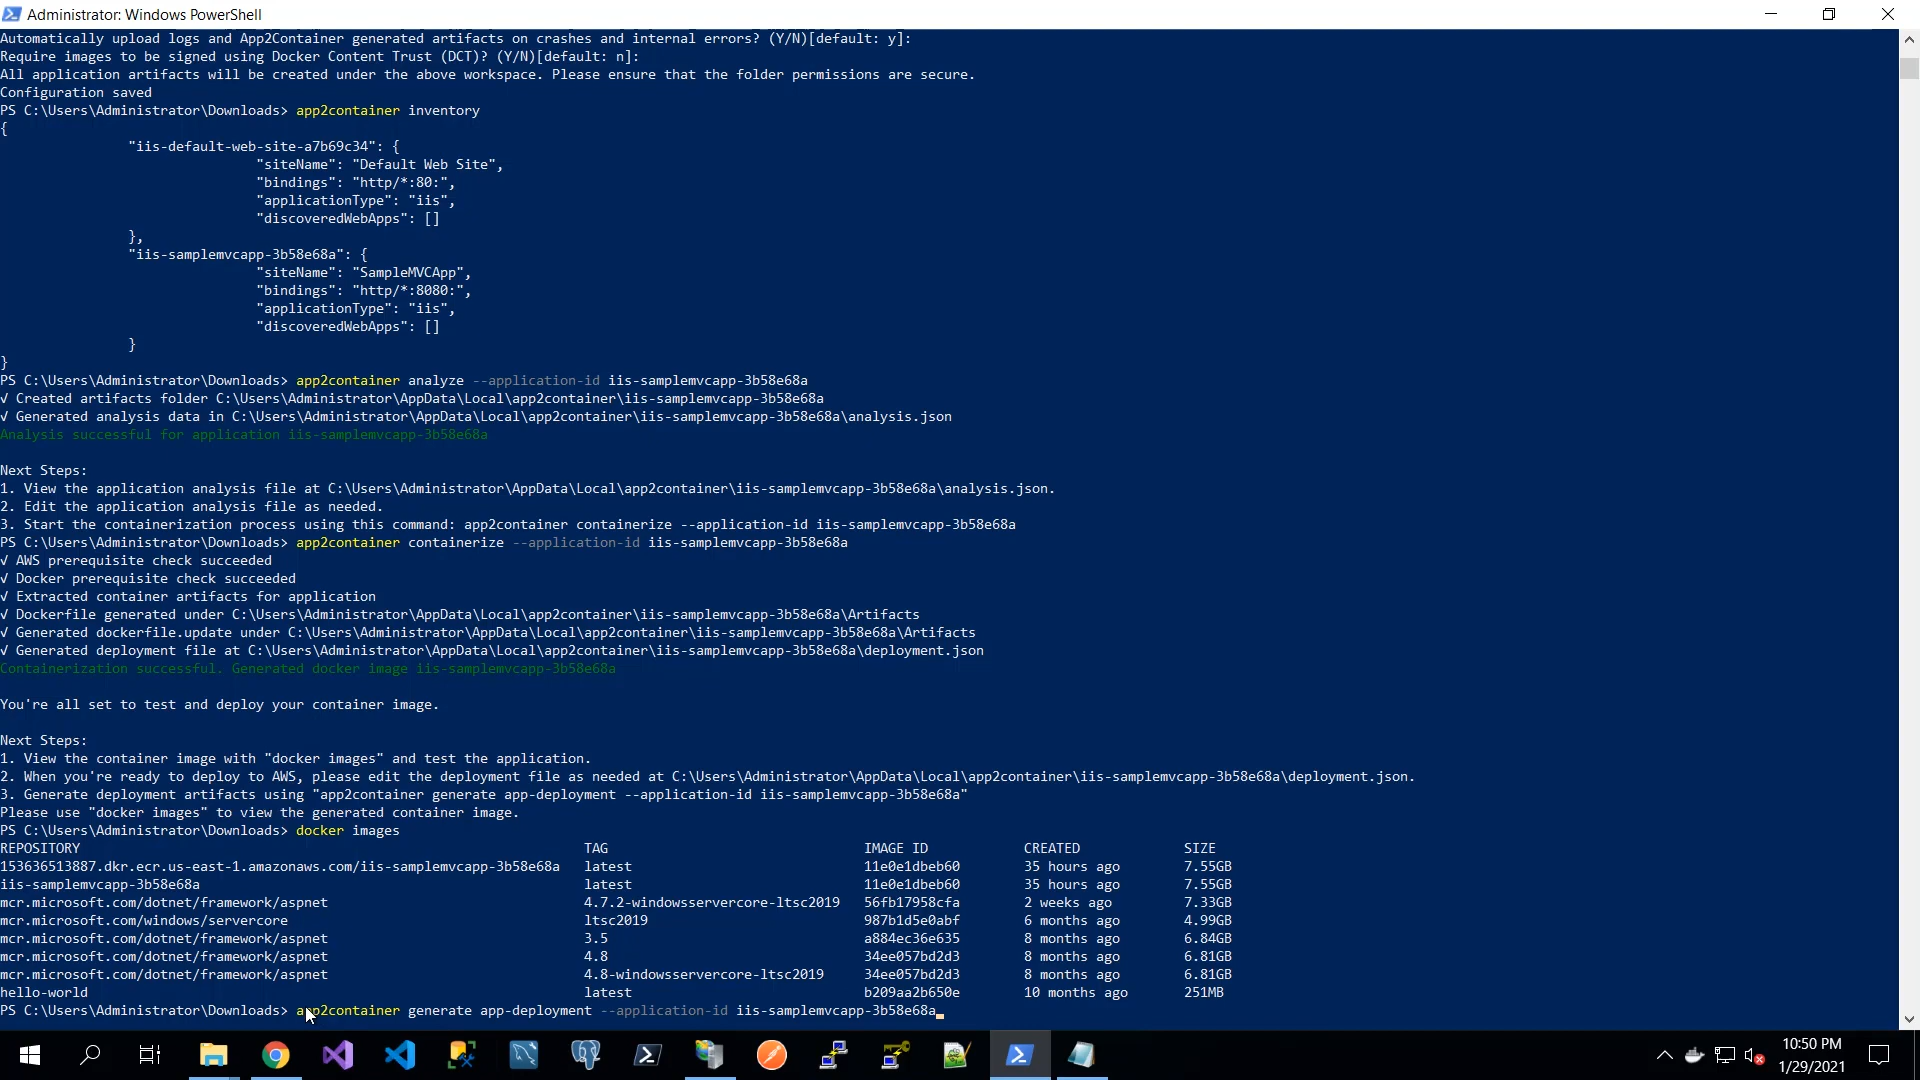 Administrator: Windows PowerShell
Automatically upload logs and App2Container generated artifacts on crashes and internal errors? (Y/N)[default: y]:
Require images to be signed using Docker Content Trust (DCT)? (Y/N)[default: n]:
All application artifacts will be created under the above workspace. Please ensure that the folder permissions are secure.
Configuration saved
PS C:\Users\Administrator\Downloads> app2container inventory
{
"iis-default-web-site-a7b69c34": {
"siteName": "Default Web Site",
"bindings": "http/*:80:",
"applicationType": "iis",
"discoveredWebApps": []
},
"iis-samplemvcapp-3b58e68a": {
"siteName": "SampleMVCApp",
"bindings": "http/*:8080:",
"applicationType": "iis",
"discoveredWebApps": []
}
}
PS C:\Users\Administrator\Downloads> app2container analyze --application-id iis-samplemvcapp-3b58e68a
√ Created artifacts folder C:\Users\Administrator\AppData\Local\app2container\iis-samplemvcapp-3b58e68a
√ Generated analysis data in C:\Users\Administrator\AppData\Local\app2container\iis-samplemvcapp-3b58e68a\analysis.json
Analysis successful for application iis-samplemvcapp-3b58e68a
Next Steps:
1. View the application analysis file at C:\Users\Administrator\AppData\Local\app2container\iis-samplemvcapp-3b58e68a\analysis.json.
2. Edit the application analysis file as needed.
3. Start the containerization process using this command: app2container containerize --application-id iis-samplemvcapp-3b58e68a
PS C:\Users\Administrator\Downloads> app2container containerize --application-id iis-samplemvcapp-3b58e68a
√ AWS prerequisite check succeeded
√ Docker prerequisite check succeeded
√ Extracted container artifacts for application
√ Dockerfile generated under C:\Users\Administrator\AppData\Local\app2container\iis-samplemvcapp-3b58e68a\Artifacts
√ Generated dockerfile.update under C:\Users\Administrator\AppData\Local\app2container\iis-samplemvcapp-3b58e68a\Artifacts
√ Generated deployment file at C:\Users\Administrator\AppData\Local\app2container\iis-samplemvcapp-3b58e68a\deployment.json
Containerization successful. Generated docker image iis-samplemvcapp-3b58e68a
You're all set to test and deploy your container image.
Next Steps:
1. View the container image with "docker images" and test the application.
2. When you're ready to deploy to AWS, please edit the deployment file as needed at C:\Users\Administrator\AppData\Local\app2container\iis-samplemvcapp-3b58e68a\deployment.json.
3. Generate deployment artifacts using "app2container generate app-deployment --application-id iis-samplemvcapp-3b58e68a"
Please use "docker images" to view the generated container image.
PS C:\Users\Administrator\Downloads> docker images
REPOSITORY TAG IMAGE ID CREATED SIZE
153636513887.dkr.ecr.us-east-1.amazonaws.com/iis-samplemvcapp-3b58e68a latest 11e0e1dbeb60 35 hours ago 7.55GB
iis-samplemvcapp-3b58e68a latest 11e0e1dbeb60 35 hours ago 7.55GB
mcr.microsoft.com/dotnet/framework/aspnet 4.7.2-windowsservercore-ltsc2019 56fb17958cfa 2 weeks ago 7.33GB
mcr.microsoft.com/windows/servercore ltsc2019 987b1d5e0abf 6 months ago 4.99GB
mcr.microsoft.com/dotnet/framework/aspnet 3.5 a884ec36e635 8 months ago 6.84GB
mcr.microsoft.com/dotnet/framework/aspnet 4.8 34ee057bd2d3 8 months ago 6.81GB
mcr.microsoft.com/dotnet/framework/aspnet 4.8-windowsservercore-ltsc2019 34ee057bd2d3 8 months ago 6.81GB
hello-world latest b209aa2b650e 10 months ago 251MB
PS C:\Users\Administrator\Downloads> app2container generate app-deployment --application-id iis-samplemvcapp-3b58e68a
10:50 PM
1/29/2021